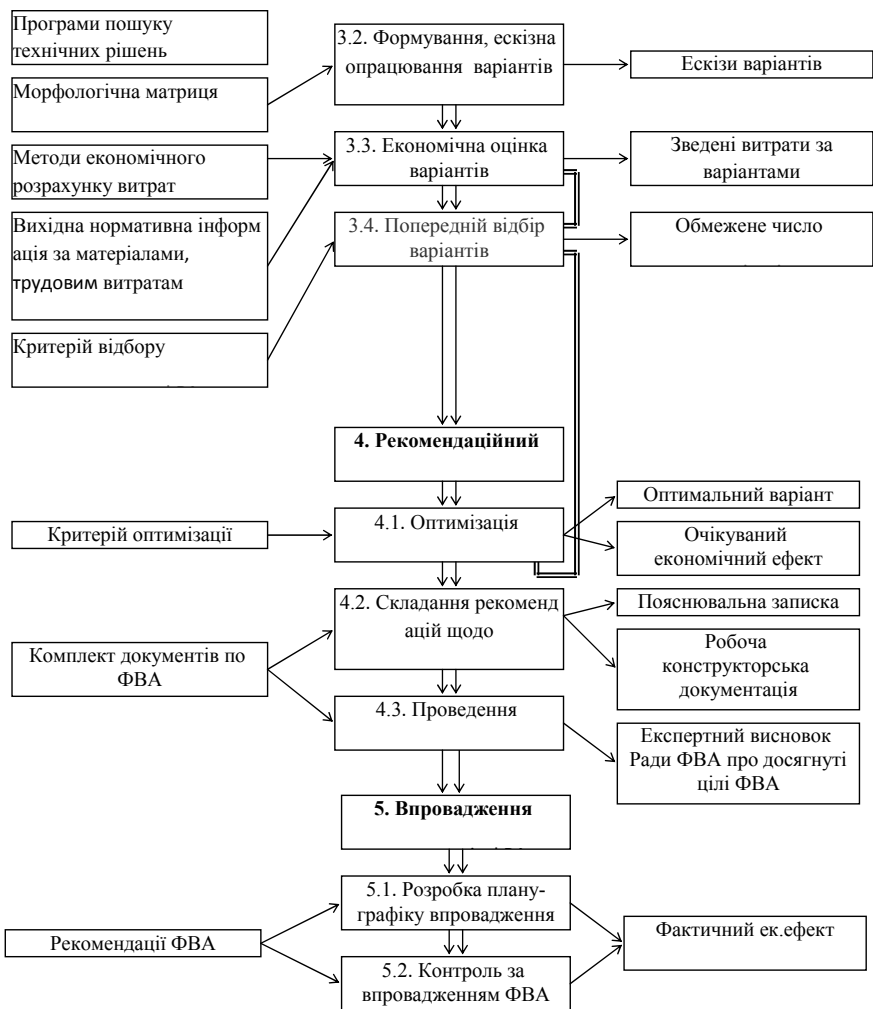 Програми пошуку
технічних рішень
Морфологічна матриця
Методи економічного
розрахунку витрат
Вихідна нормативна інформ
ація за матеріалами,
трудовим витратам
Критерій відбору
3.2. Формування, ескізна
опрацювання варіантів
Ескізи варіантів
3.3. Економічна оцінка
варіантів
Зведені витрати за
варіантами
3.4. Попередній відбір
варіантів
Обмежене число
4. Рекомендаційний
Критерій оптимізації
4.1. Оптимізація
Оптимальний варіант
Очікуваний
економічний ефект
Комплект документів по
ФВА
4.2. Складання рекоменд
ацій щодо
Пояснювальна записка
Робоча
конструкторська
документація
4.3. Проведення
Експертний висновок
Ради ФВА про досягнуті
цілі ФВА
5. Впровадження
Рекомендації ФВА
5.1. Розробка плану-
графіку впровадження
5.2. Контроль за
впровадженням ФВА
Фактичний ек.ефект